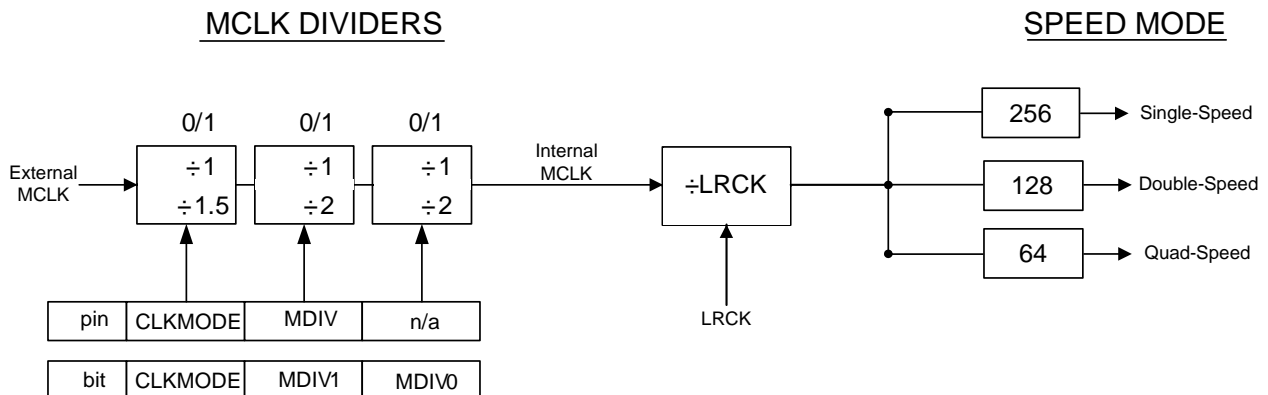 MCLK DIVIDERS
SPEED MODE
0/1 0/1 0/1
External
MCLK
÷1
÷1.5
÷1
÷2
÷1
÷2
Internal
MCLK
÷LRCK
LRCK
256
Single-Speed
128
Double-Speed
64
Quad-Speed
pin CLKMODE MDIV n/a
bit CLKMODE MDIV1 MDIV0